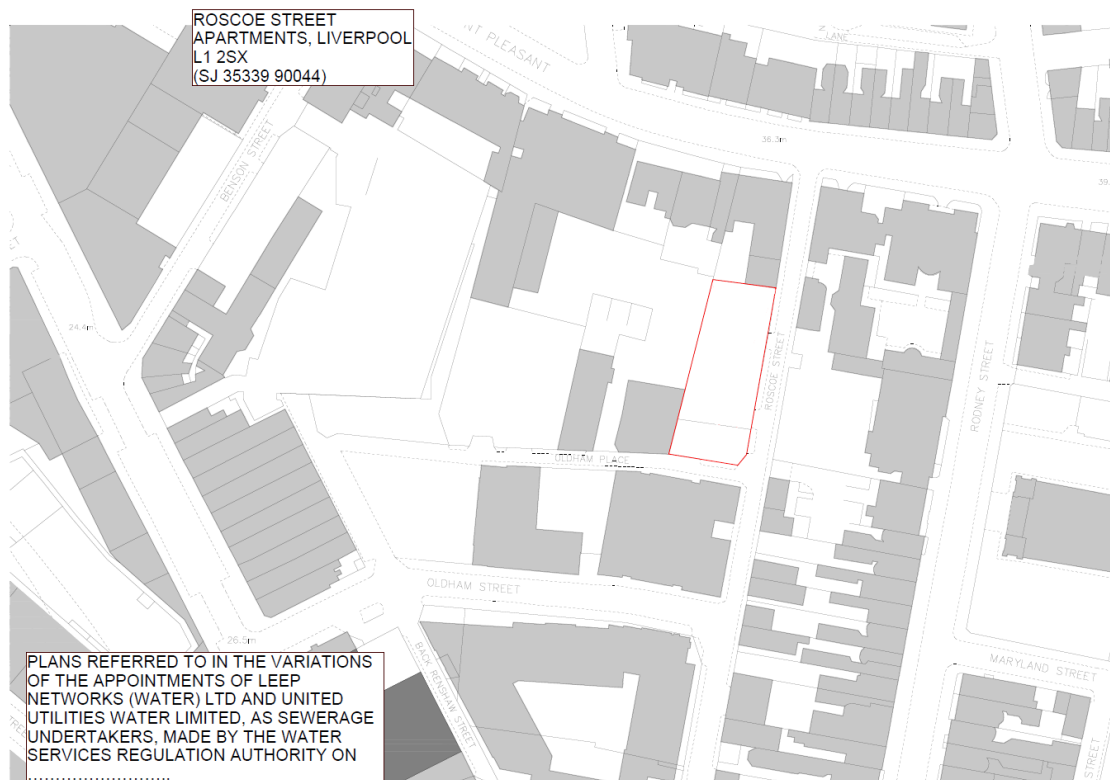 ROSCOE STREET
APARTMENTS, LIVERPOOL
L1 2SX
(SJ 35339 90044)
NT PLEASANT
LANE
36.3m
39.
BENSON STREET
24.4m
ROSCOE STREET
RODNEY STREET
OLDHAM PLACE
OLDHAM STREET
26.5m
BACK RENSHAW STREET
MARYLAND STREET
STREET
PLANS REFERRED TO IN THE VARIATIONS
OF THE APPOINTMENTS OF LEEP
NETWORKS (WATER) LTD AND UNITED
UTILITIES WATER LIMITED, AS SEWERAGE
UNDERTAKERS, MADE BY THE WATER
SERVICES REGULATION AUTHORITY ON
..........................